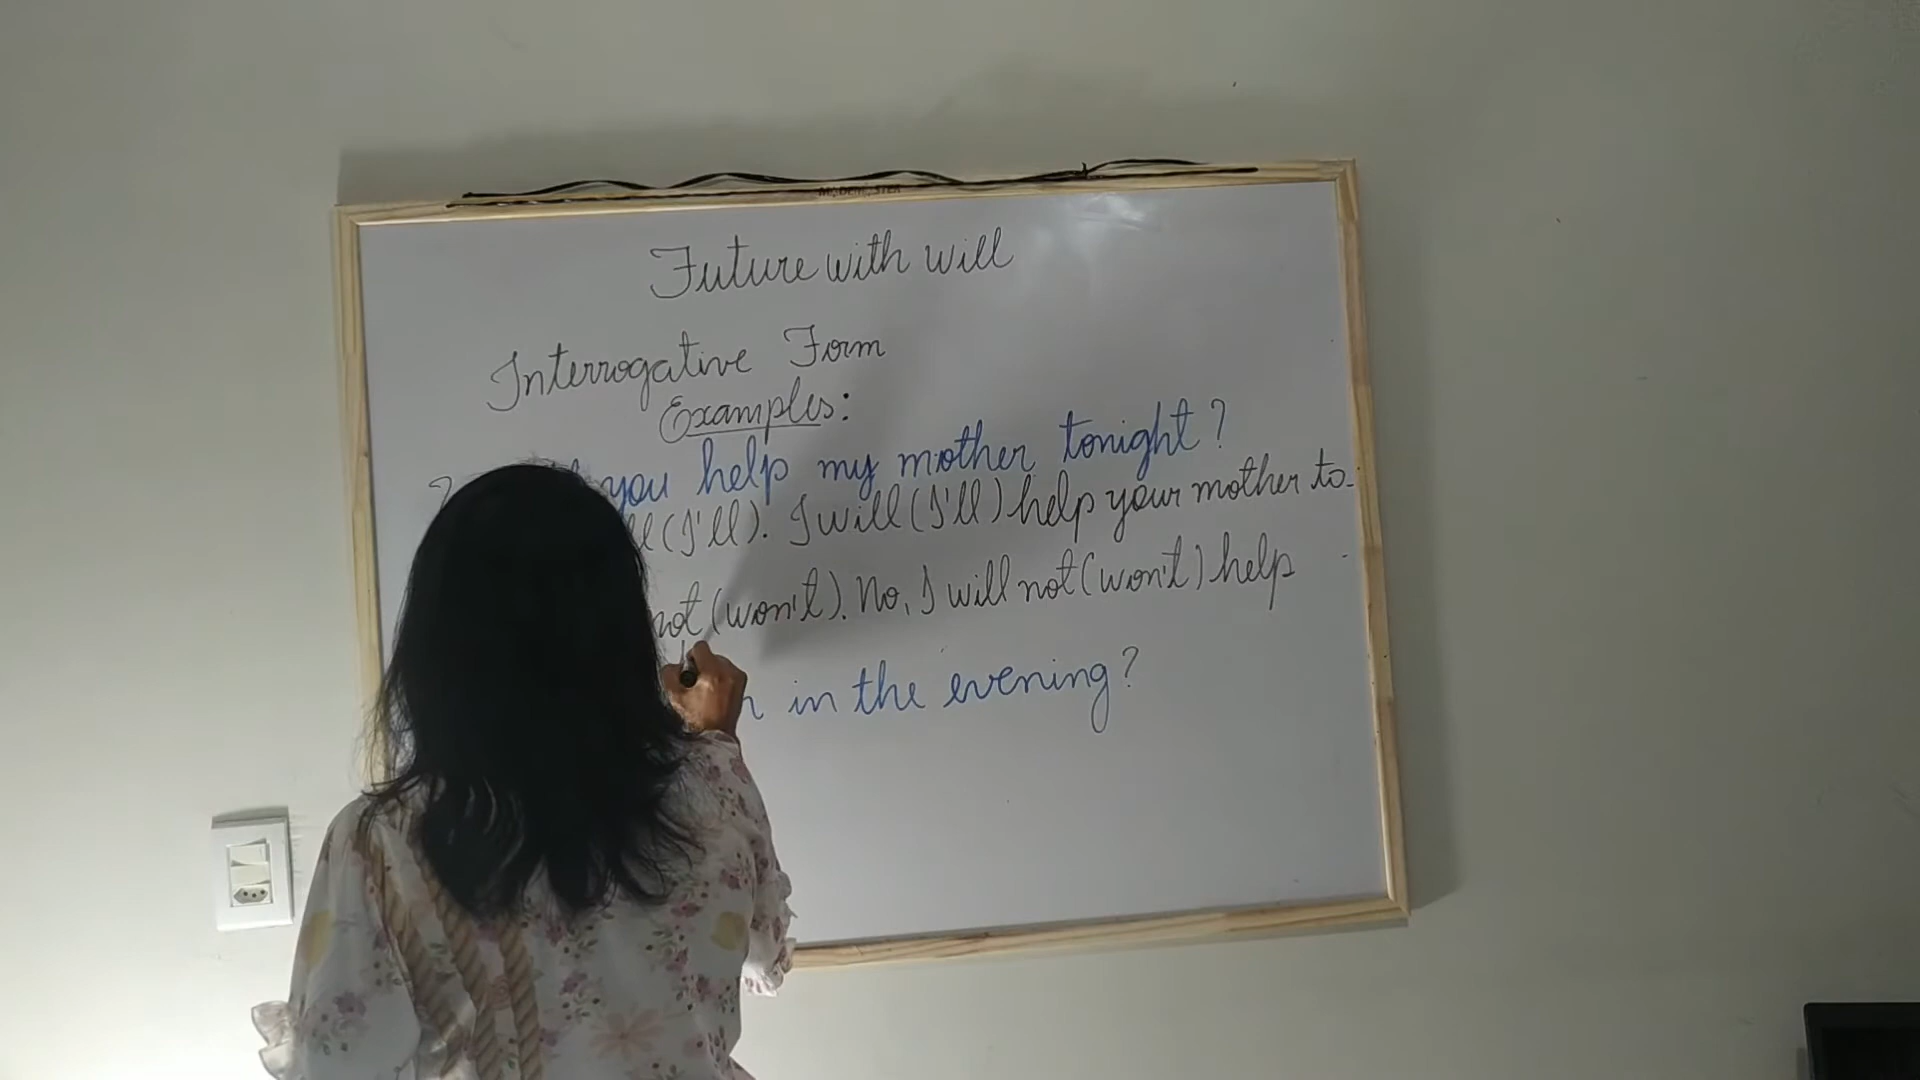 Future with will
Interrogative Form
Examples:
you help my mother tonight?
(I'll). I will (I'll) help your mother to-
not (won't). No, I will not (won't) help
in the evening?